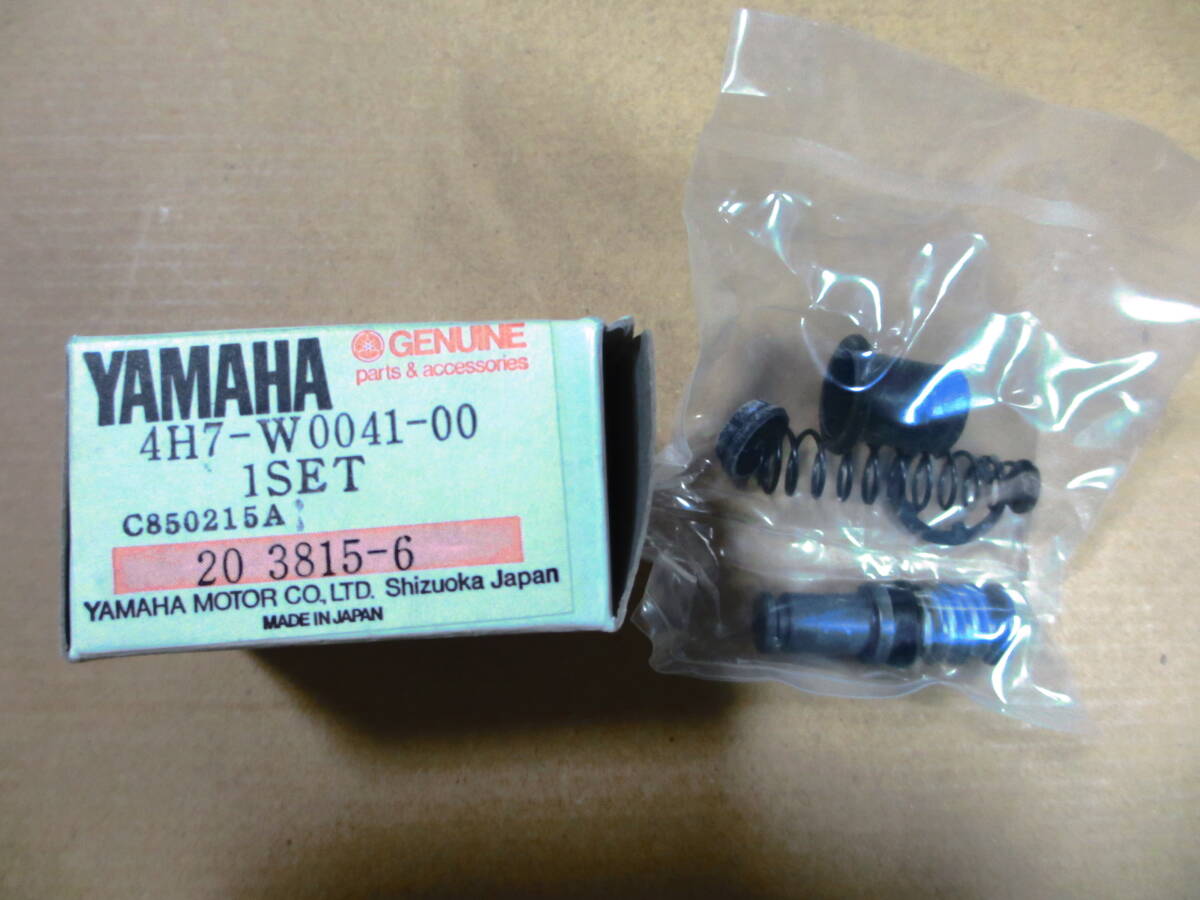 YAMAHA
GENUINE
parts & accessories
4H7-W0041-00
1SET
C850215A
20 3815-6
YAMAHA MOTOR CO., LTD. Shizuoka Japan
MADE IN JAPAN